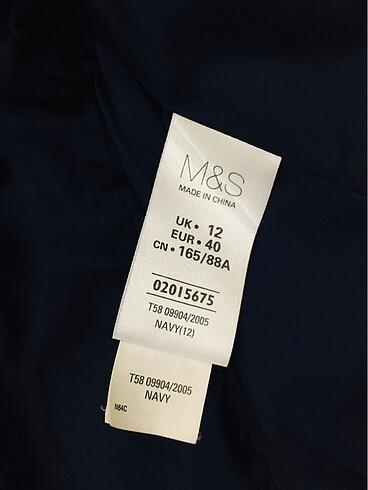 M&S
MADE IN CHINA
UK • 12
EUR • 40
CN • 165/88A
02015675
T58 09904/2005
NAVY(12)
T58 09904/2005
NAVY
N64C